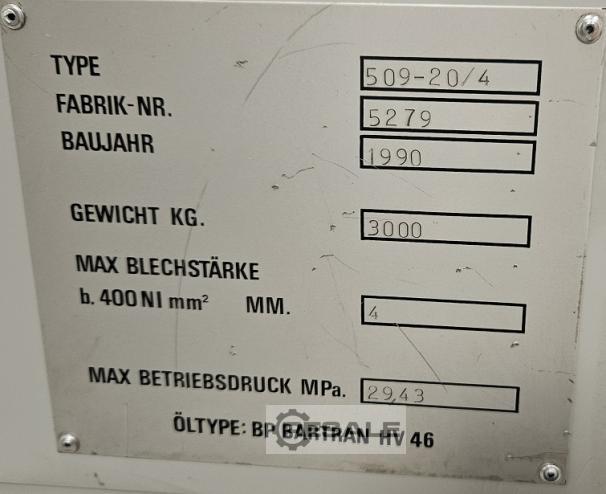 TYPE 509-20/4
FABRIK-NR. 5279
BAUJAHR 1990
GEWICHT KG. 3000
MAX BLECHSTÄRKE
b. 400 NI mm² MM. 4
MAX BETRIEBSDRUCK MPa. 29,43
ÖLTYPE: BP BARTRAN HV 46